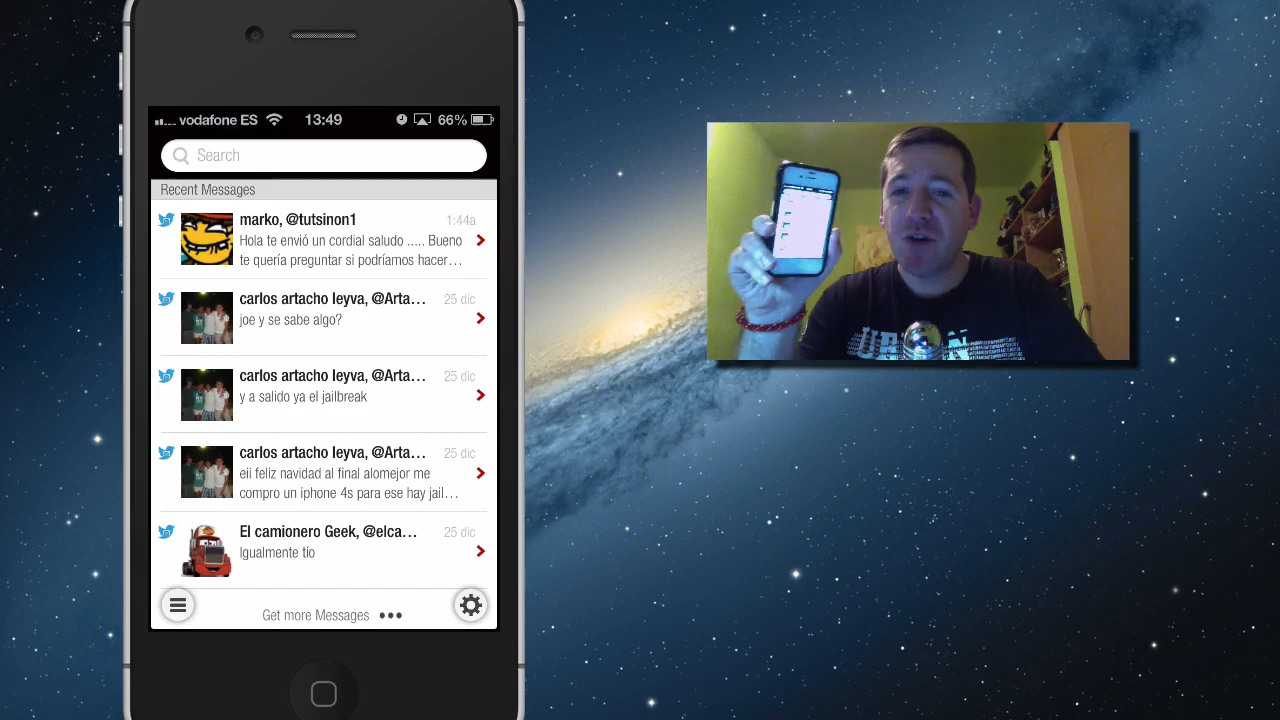 vodafone ES 13:49 66%
Search
Recent Messages
marko, @tutsinon1 1:44a
Hola te envió un cordial saludo ..... Bueno
te quería preguntar si podríamos hacer…
carlos artacho leyva, @Arta… 25 dic
joe y se sabe algo?
carlos artacho leyva, @Arta… 25 dic
y a salido ya el jailbreak
carlos artacho leyva, @Arta… 25 dic
eii feliz navidad al final alomejor me
compro un iphone 4s para ese hay jail…
El camionero Geek, @elca… 25 dic
Igualmente tío
Get more Messages •••